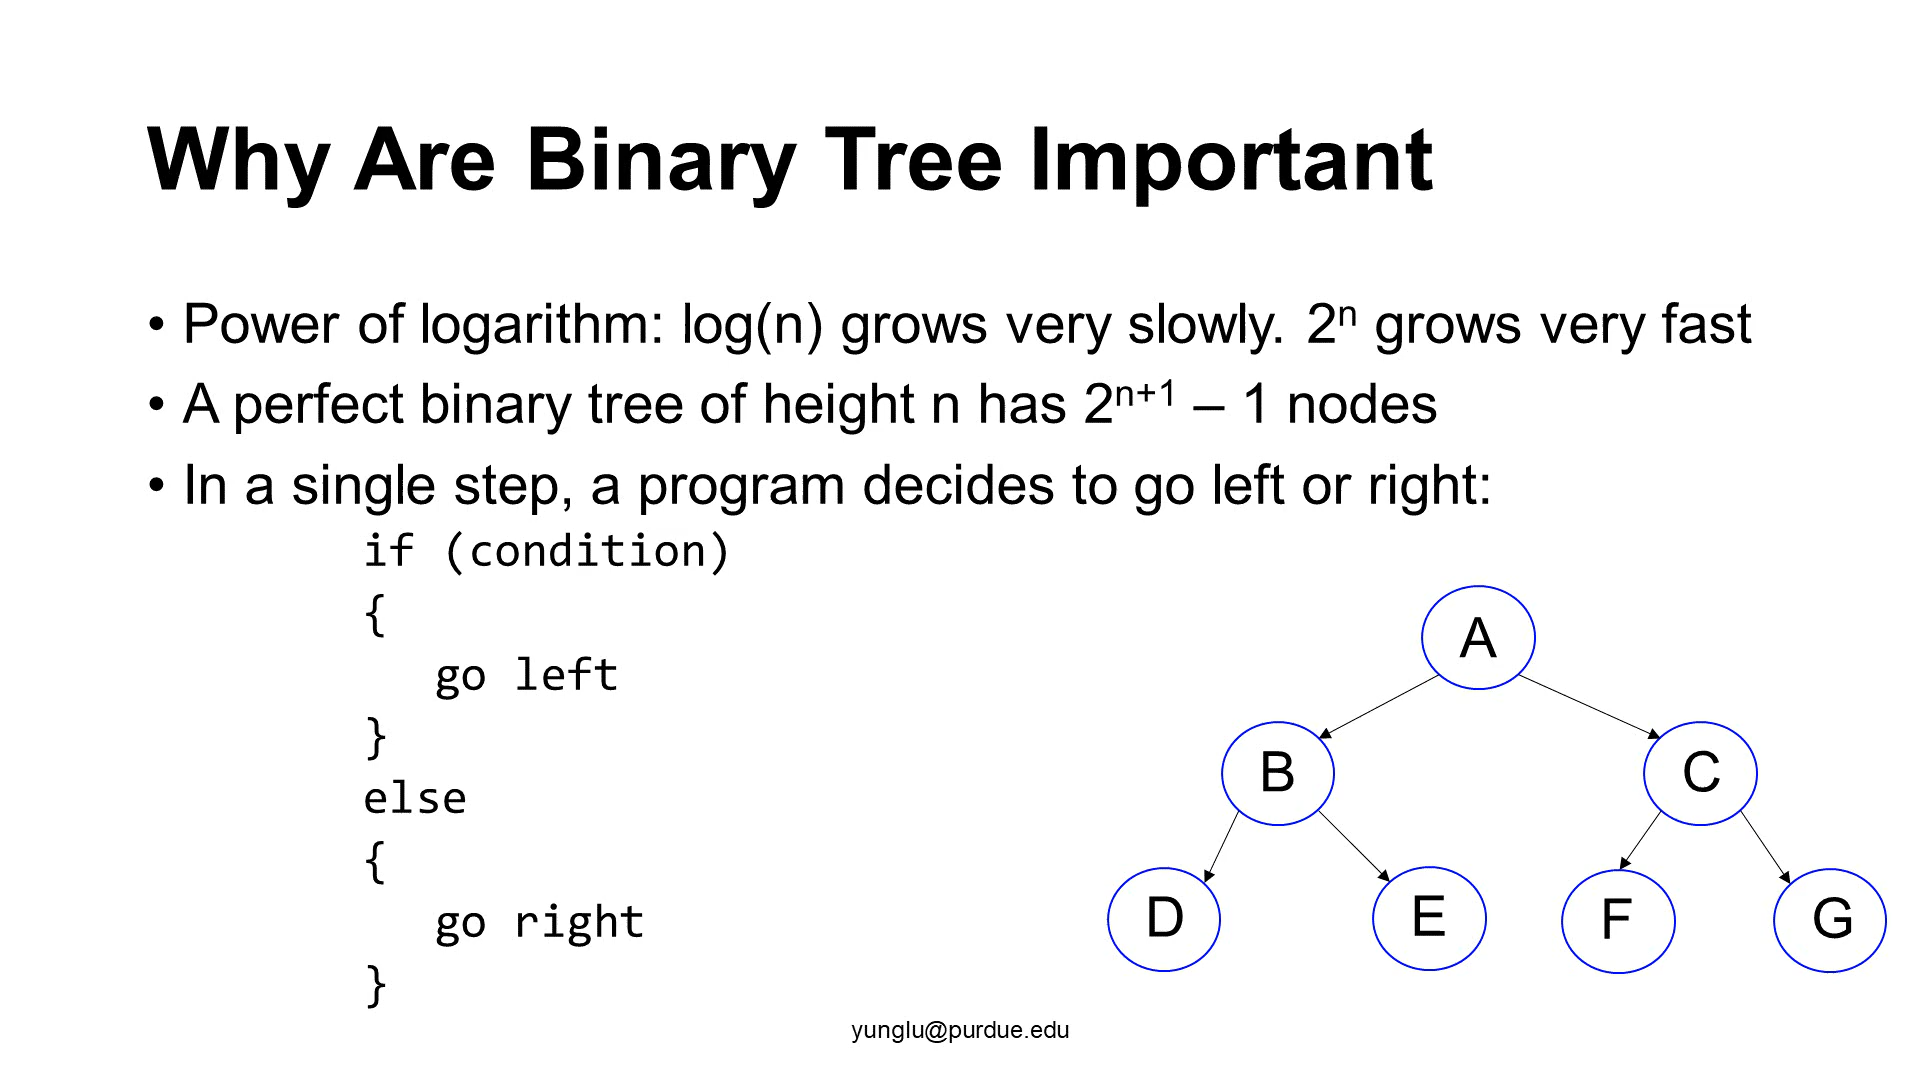 Why Are Binary Tree Important
• Power of logarithm: log(n) grows very slowly. 2ⁿ grows very fast
• A perfect binary tree of height n has 2ⁿ⁺¹ – 1 nodes
• In a single step, a program decides to go left or right:
if (condition)
{
go left
}
else
{
go right
}
A
B
C
D
E
F
G
yunglu@purdue.edu